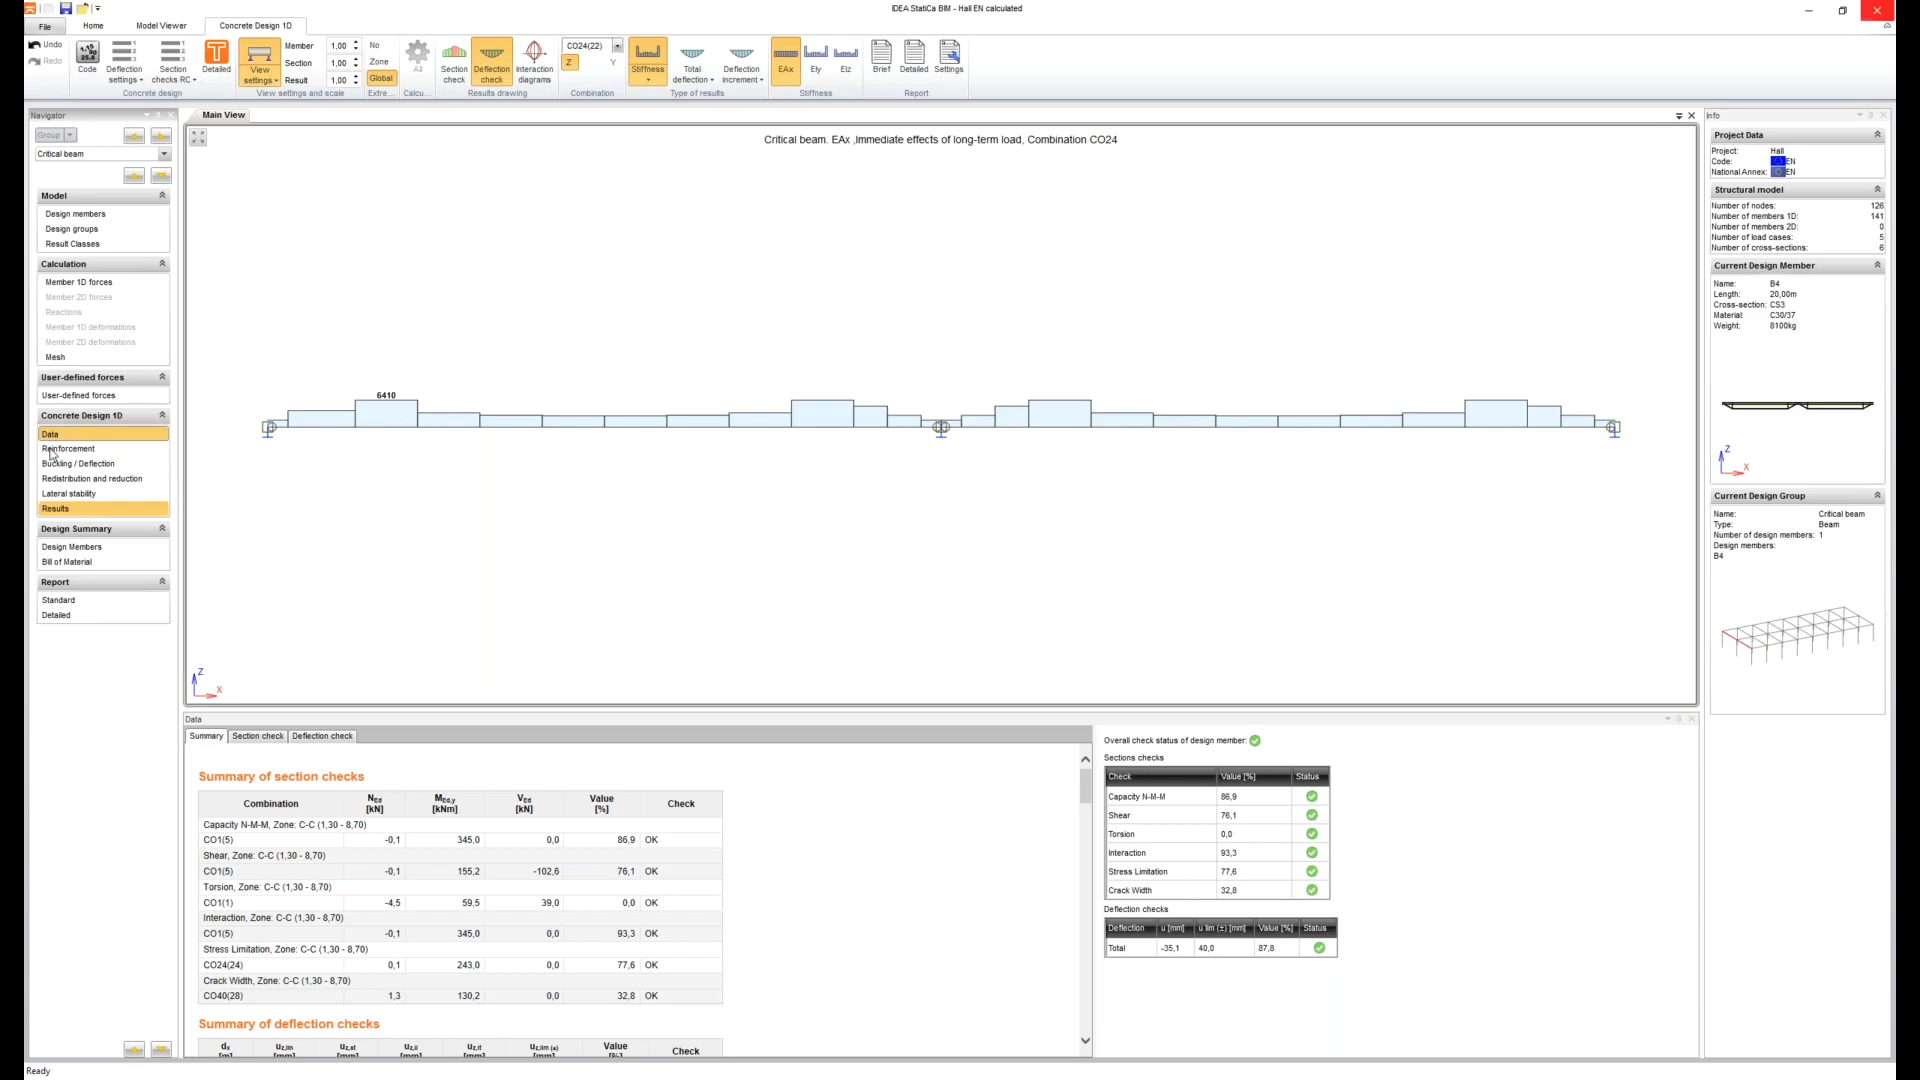 IDEA StatiCa BIM - Hall EN calculated
File Home Model Viewer Concrete Design 1D
Undo
Redo
Code
Deflection settings
Section checks RC
Detailed
Concrete design
View settings
Member 1,00
Section 1,00
Result 1,00
View settings and scale
No
Zone
Global
Extre...
All
Calcu...
Section check
Deflection check
Interaction diagrams
Results drawing
CO24(22)
Z Y
Combination
Stiffness
Total deflection
Deflection increment
Type of results
EAx
EIy
EIz
Stiffness
Brief
Detailed
Settings
Report
Navigator
Group
Critical beam
Model
Design members
Design groups
Result Classes
Calculation
Member 1D forces
Member 2D forces
Reactions
Member 1D deformations
Member 2D deformations
Mesh
User-defined forces
User-defined forces
Concrete Design 1D
Data
Reinforcement
Buckling / Deflection
Redistribution and reduction
Lateral stability
Results
Design Summary
Design Members
Bill of Material
Report
Standard
Detailed
Main View
Critical beam. EAx ,Immediate effects of long-term load, Combination CO24
6410
Z
X
Data
Summary Section check Deflection check
Summary of section checks
Combination NEd [kN] MEd,y [kNm] VEd [kN] Value [%] Check
Capacity N-M-M, Zone: C-C (1,30 - 8,70)
CO1(5) -0,1 345,0 0,0 86,9 OK
Shear, Zone: C-C (1,30 - 8,70)
CO1(5) -0,1 155,2 -102,6 76,1 OK
Torsion, Zone: C-C (1,30 - 8,70)
CO1(1) -4,5 59,5 39,0 0,0 OK
Interaction, Zone: C-C (1,30 - 8,70)
CO1(5) -0,1 345,0 0,0 93,3 OK
Stress Limitation, Zone: C-C (1,30 - 8,70)
CO24(24) 0,1 243,0 0,0 77,6 OK
Crack Width, Zone: C-C (1,30 - 8,70)
CO40(28) 1,3 130,2 0,0 32,8 OK
Summary of deflection checks
dx uz,lin uz,st uz,lt Value Check
Overall check status of design member:
Sections checks
Check Value [%] Status
Capacity N-M-M 86,9
Shear 76,1
Torsion 0,0
Interaction 93,3
Stress Limitation 77,6
Crack Width 32,8
Deflection checks
Deflection u [mm] u lim (±) [mm] Value [%] Status
Total -35,1 40,0 87,8
Info
Project Data
Project: Hall
Code: EN
National Annex: EN
Structural model
Number of nodes: 126
Number of members 1D: 141
Number of members 2D: 0
Number of load cases: 5
Number of cross-sections: 6
Current Design Member
Name: B4
Length: 20,00m
Cross-section: CS3
Material: C30/37
Weight: 8100kg
Z
X
Current Design Group
Name: Critical beam
Type: Beam
Number of design members: 1
Design members:
B4
Ready